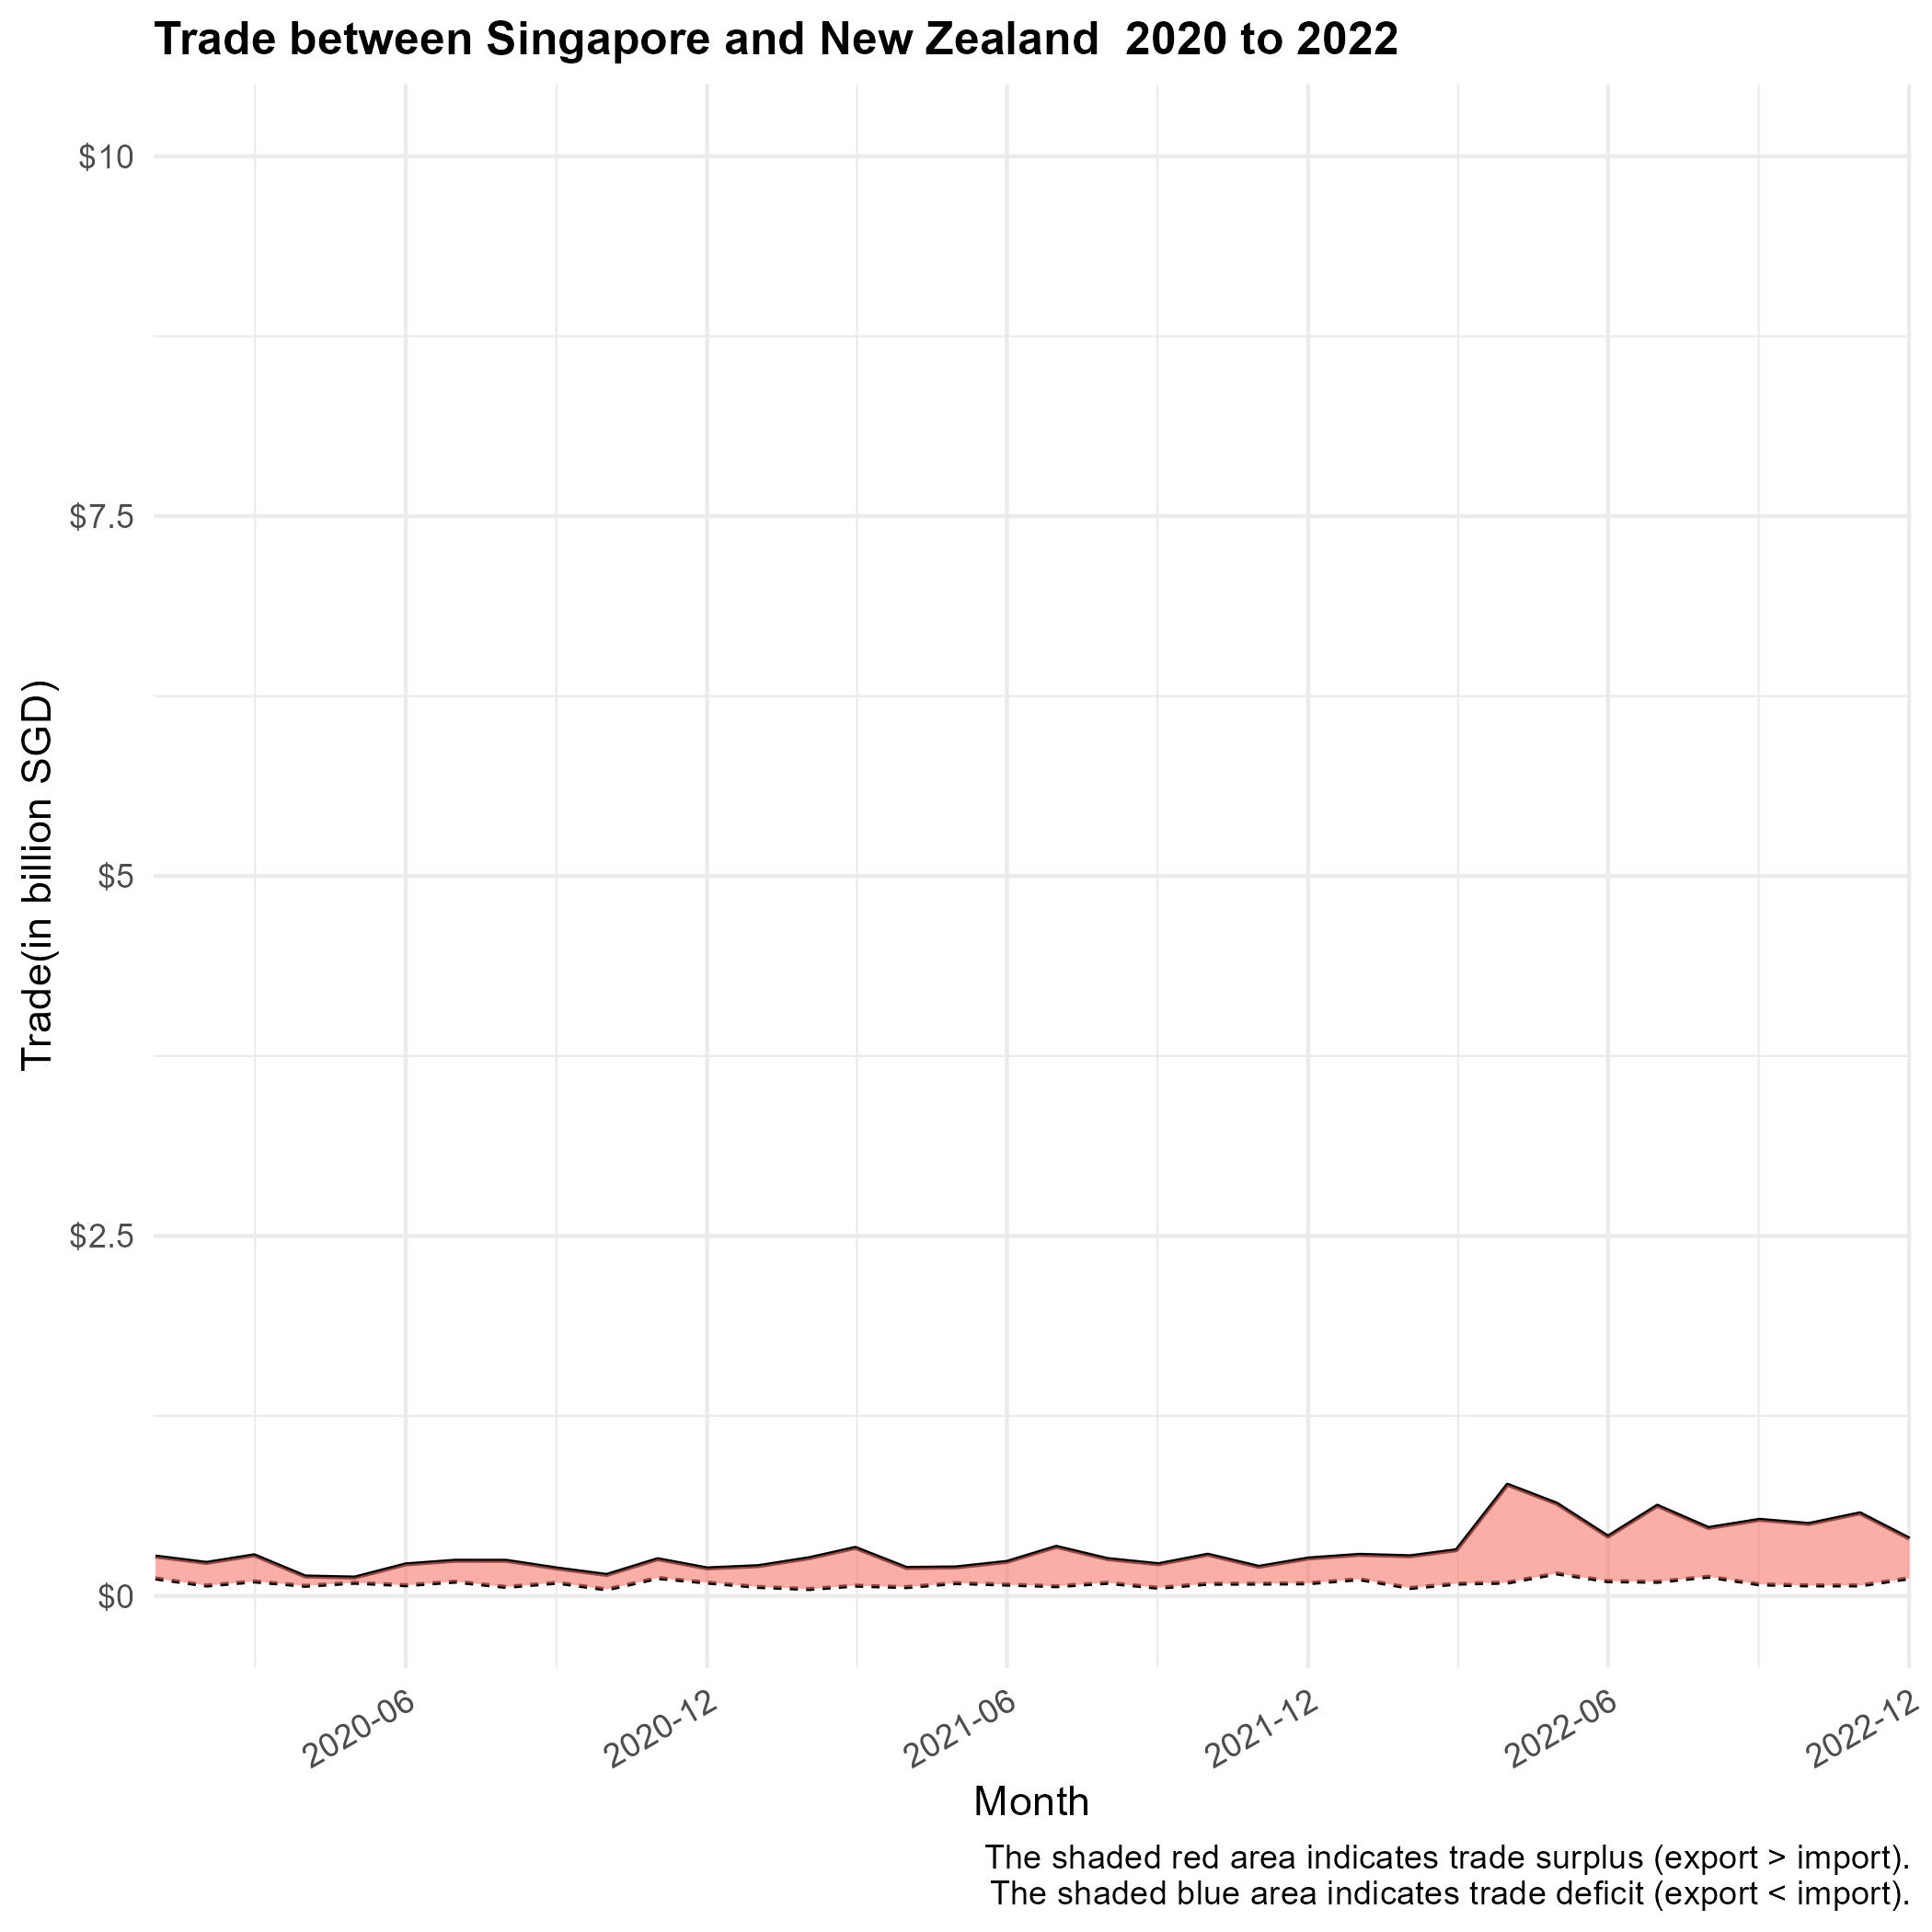 Trade between Singapore and New Zealand  2020 to 2022
Trade(in billion SGD)
$10
$7.5
$5
$2.5
$0
2020-06
2020-12
2021-06
2021-12
2022-06
2022-12
Month
The shaded red area indicates trade surplus (export > import).
The shaded blue area indicates trade deficit (export < import).